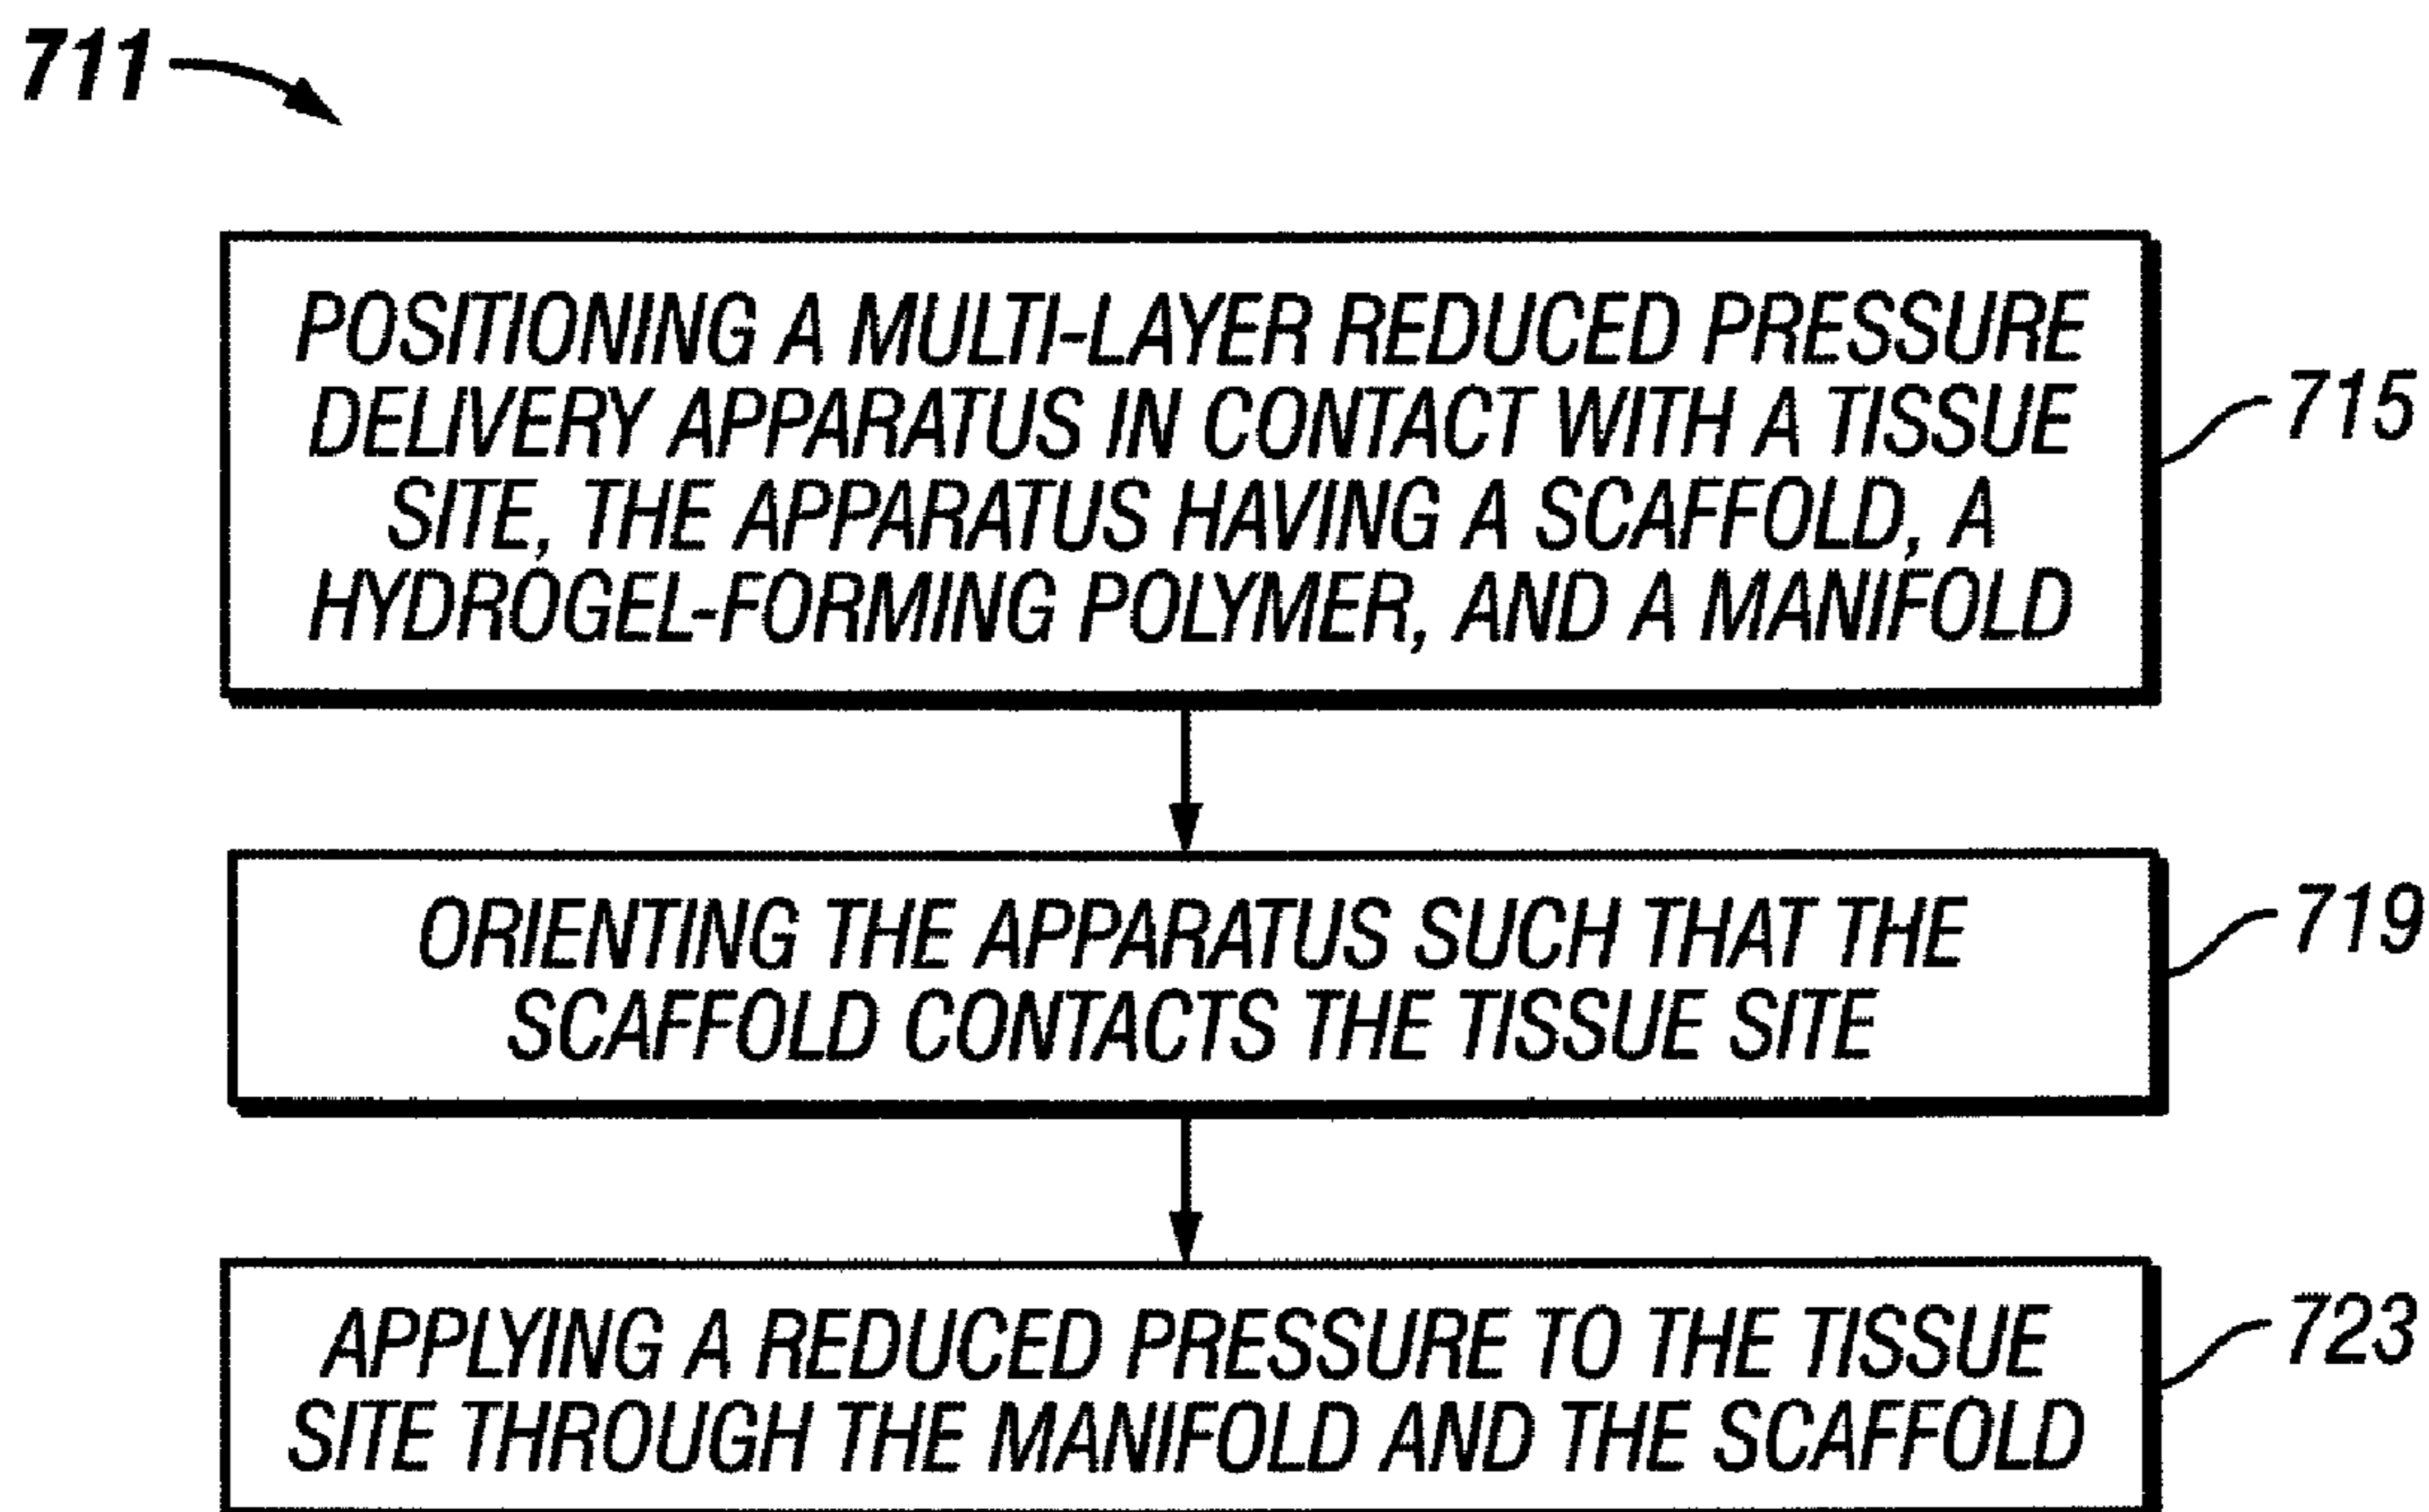 711
POSITIONING A MULTI-LAYER REDUCED PRESSURE
DELIVERY APPARATUS IN CONTACT WITH A TISSUE
SITE, THE APPARATUS HAVING A SCAFFOLD, A
HYDROGEL-FORMING POLYMER, AND A MANIFOLD
715
ORIENTING THE APPARATUS SUCH THAT THE
SCAFFOLD CONTACTS THE TISSUE SITE
719
APPLYING A REDUCED PRESSURE TO THE TISSUE
SITE THROUGH THE MANIFOLD AND THE SCAFFOLD
723